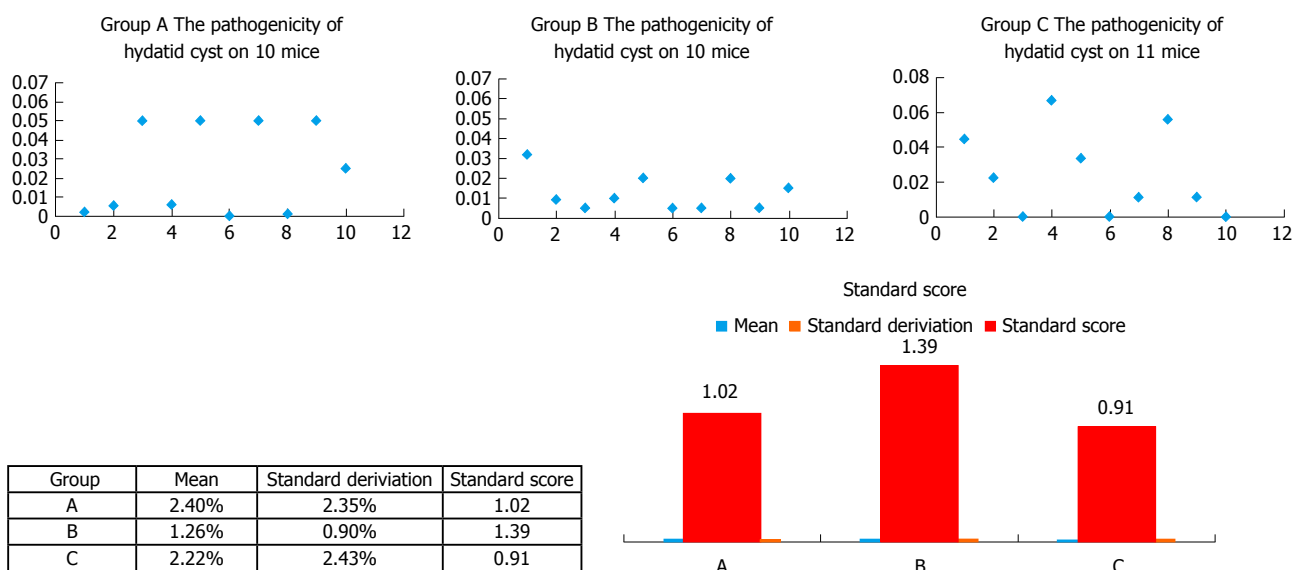 Group A The pathogenicity of
hydatid cyst on 10 mice
0.07
0.06
0.05
0.04
0.03
0.02
0.01
0
0 2 4 6 8 10 12
Group B The pathogenicity of
hydatid cyst on 10 mice
0.07
0.06
0.05
0.04
0.03
0.02
0.01
0
0 2 4 6 8 10 12
Group C The pathogenicity of
hydatid cyst on 11 mice
0.08
0.06
0.04
0.02
0
0 2 4 6 8 10 12
Standard score
Mean Standard deriviation Standard score
1.02 1.39 0.91
A B C
Group Mean Standard deriviation Standard score
A 2.40% 2.35% 1.02
B 1.26% 0.90% 1.39
C 2.22% 2.43% 0.91